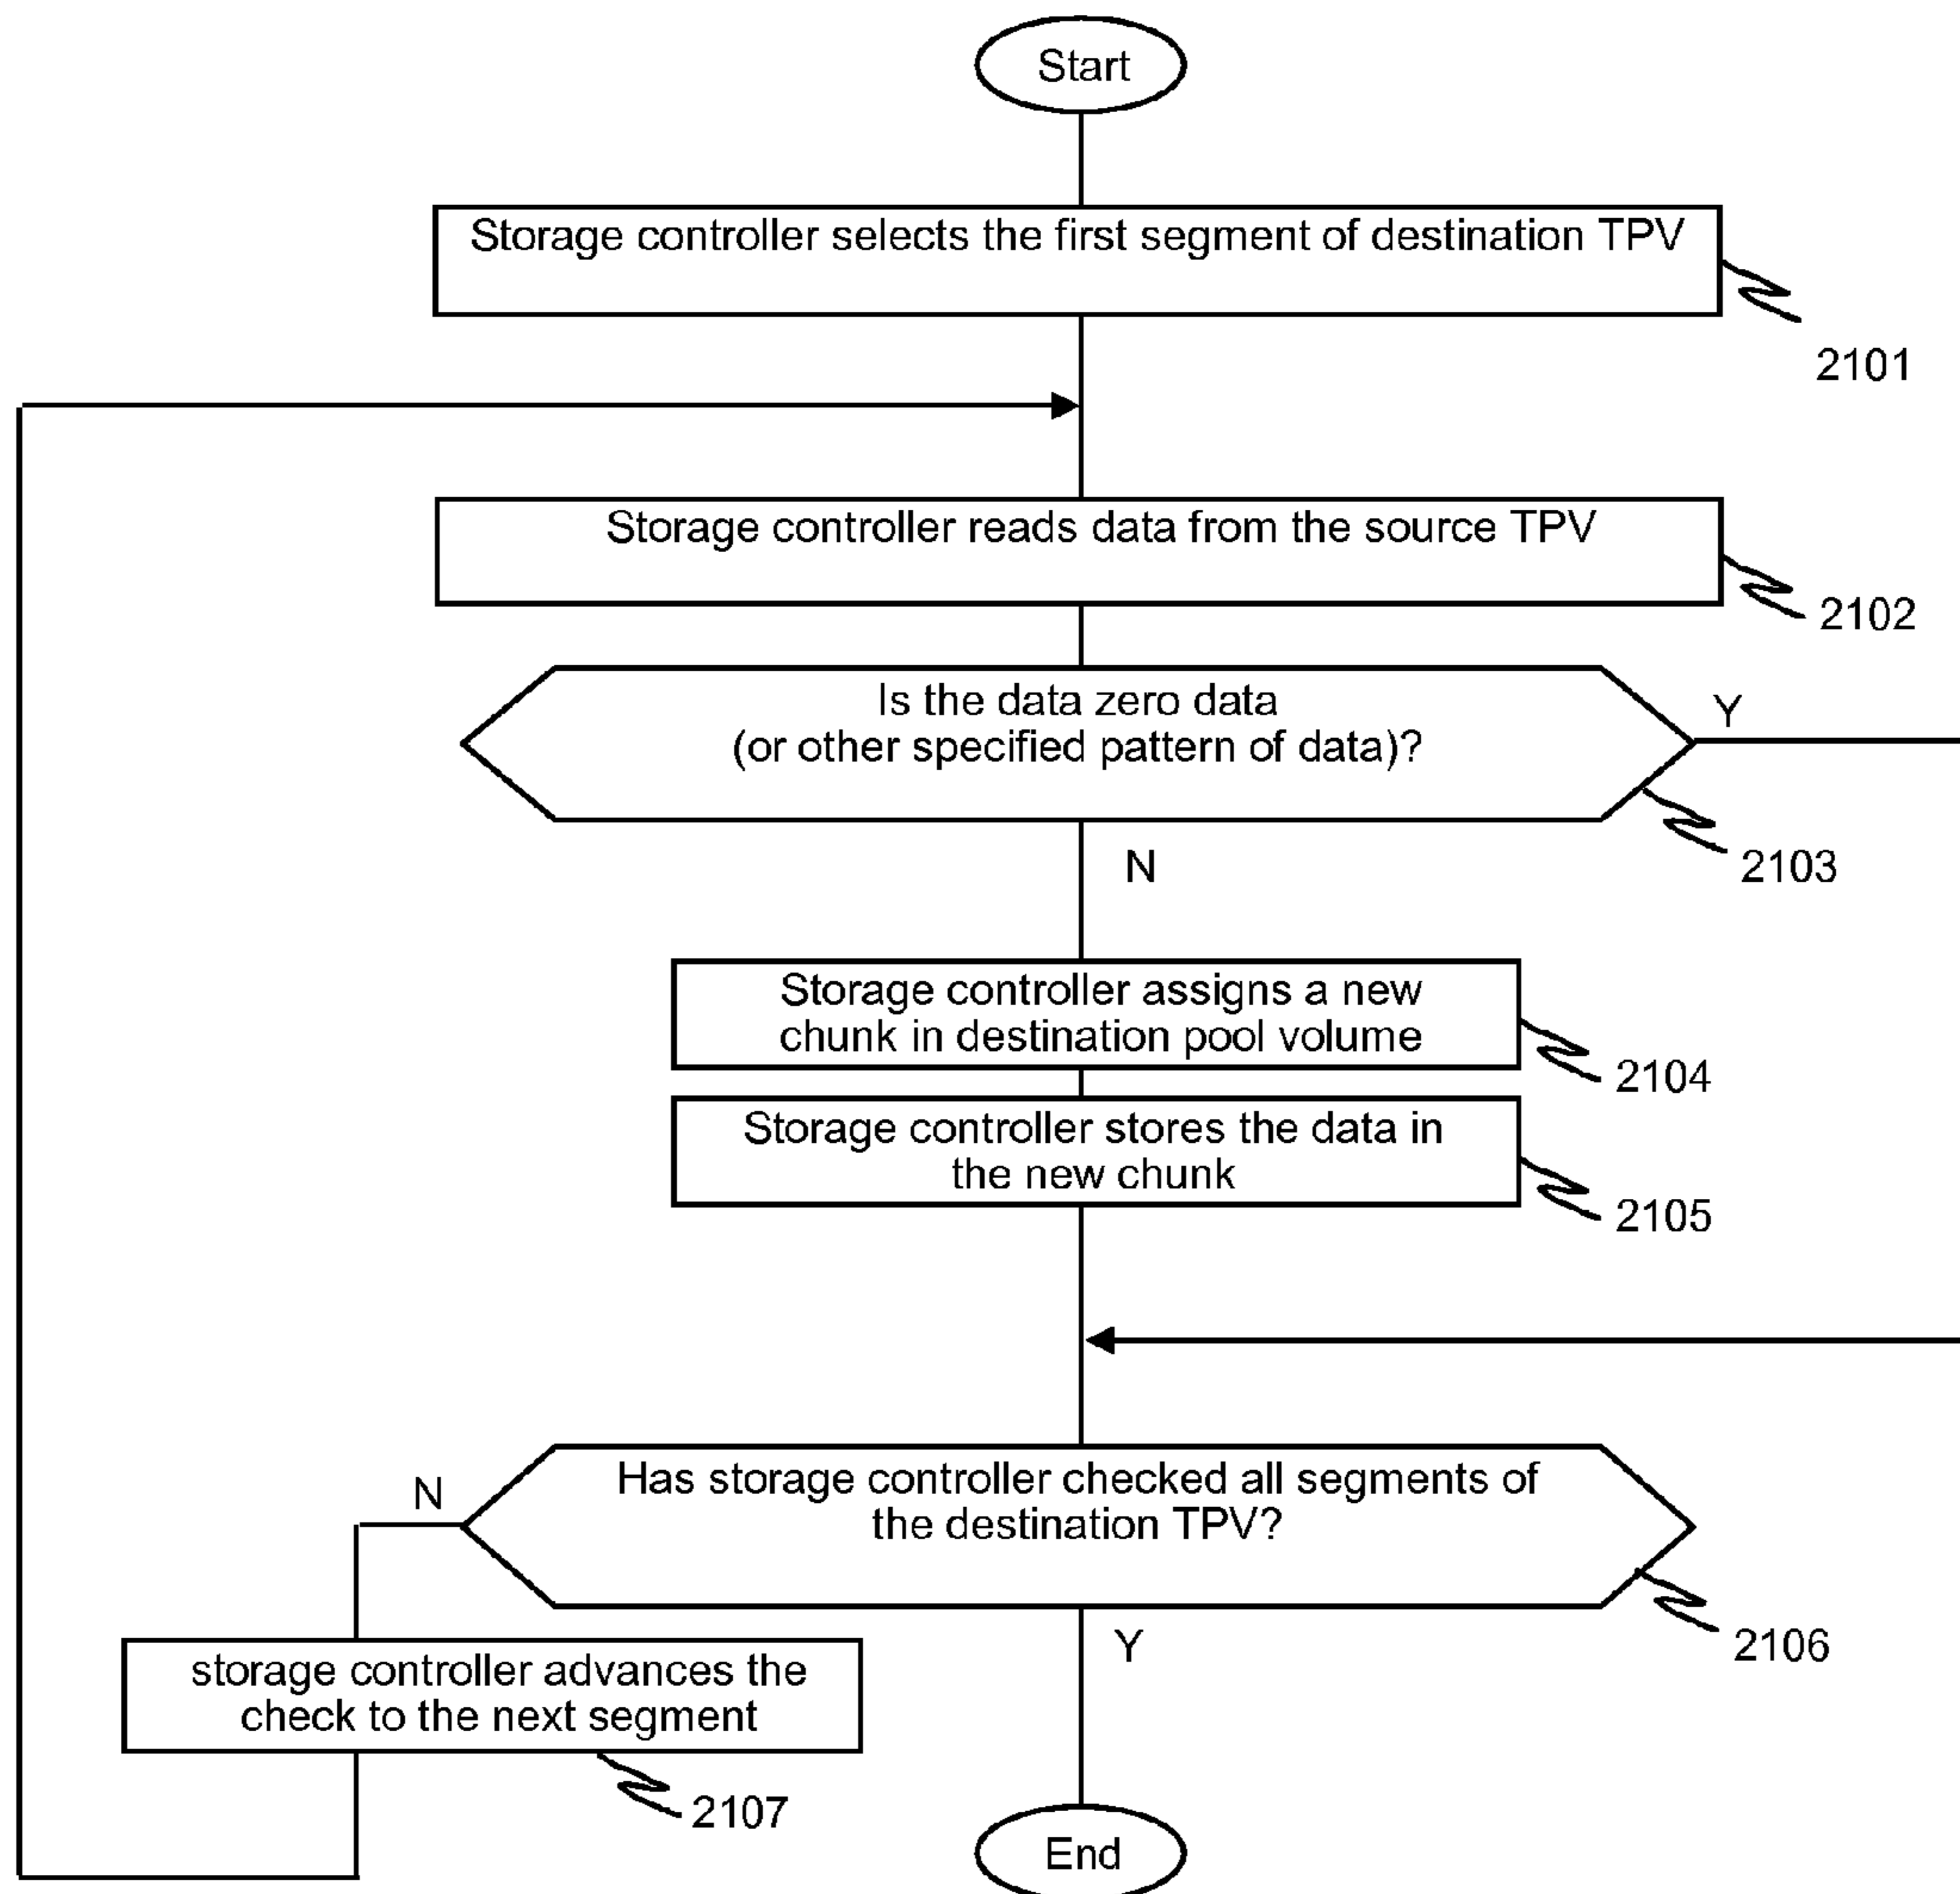 Start
Storage controller selects the first segment of destination TPV
2101
Storage controller reads data from the source TPV
2102
Is the data zero data
(or other specified pattern of data)?
Y
2103
N
Storage controller assigns a new
chunk in destination pool volume
2104
Storage controller stores the data in
the new chunk
2105
Has storage controller checked all segments of
the destination TPV?
N
2106
Y
storage controller advances the
check to the next segment
2107
End